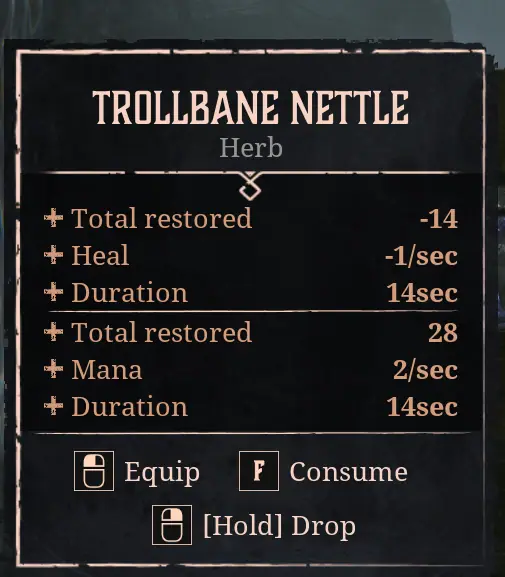 TROLLBANE NETTLE
Herb
Total restored -14
Heal -1/sec
Duration 14sec
Total restored 28
Mana 2/sec
Duration 14sec
Equip F Consume
[Hold] Drop